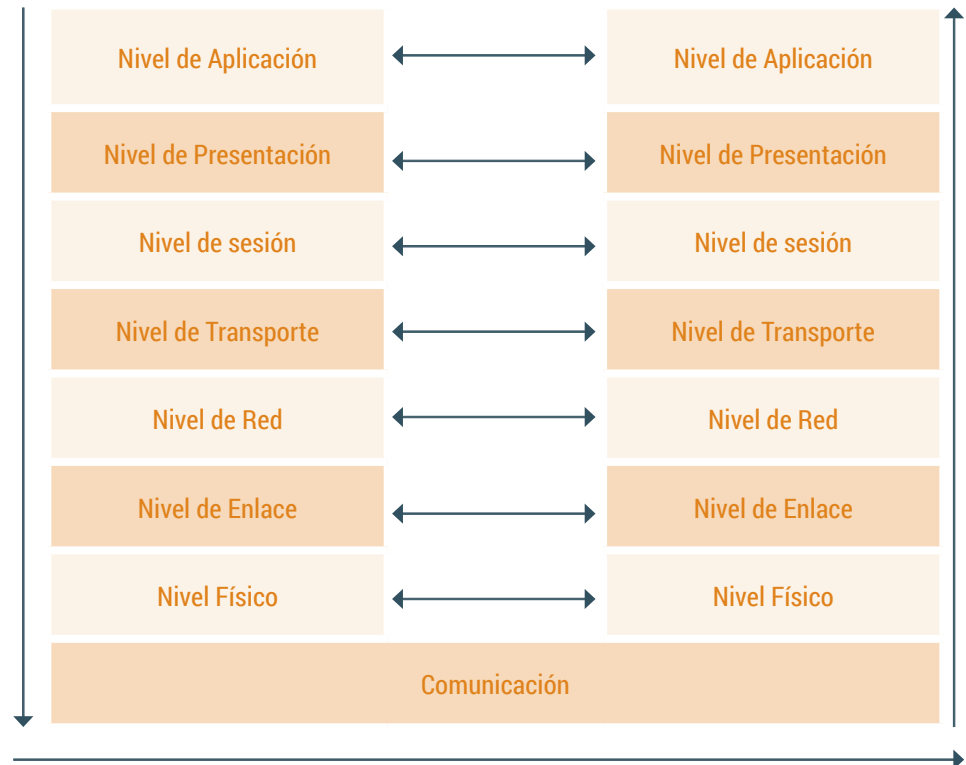 Nivel de Aplicación
Nivel de Aplicación
Nivel de Presentación
Nivel de Presentación
Nivel de sesión
Nivel de sesión
Nivel de Transporte
Nivel de Transporte
Nivel de Red
Nivel de Red
Nivel de Enlace
Nivel de Enlace
Nivel Físico
Nivel Físico
Comunicación